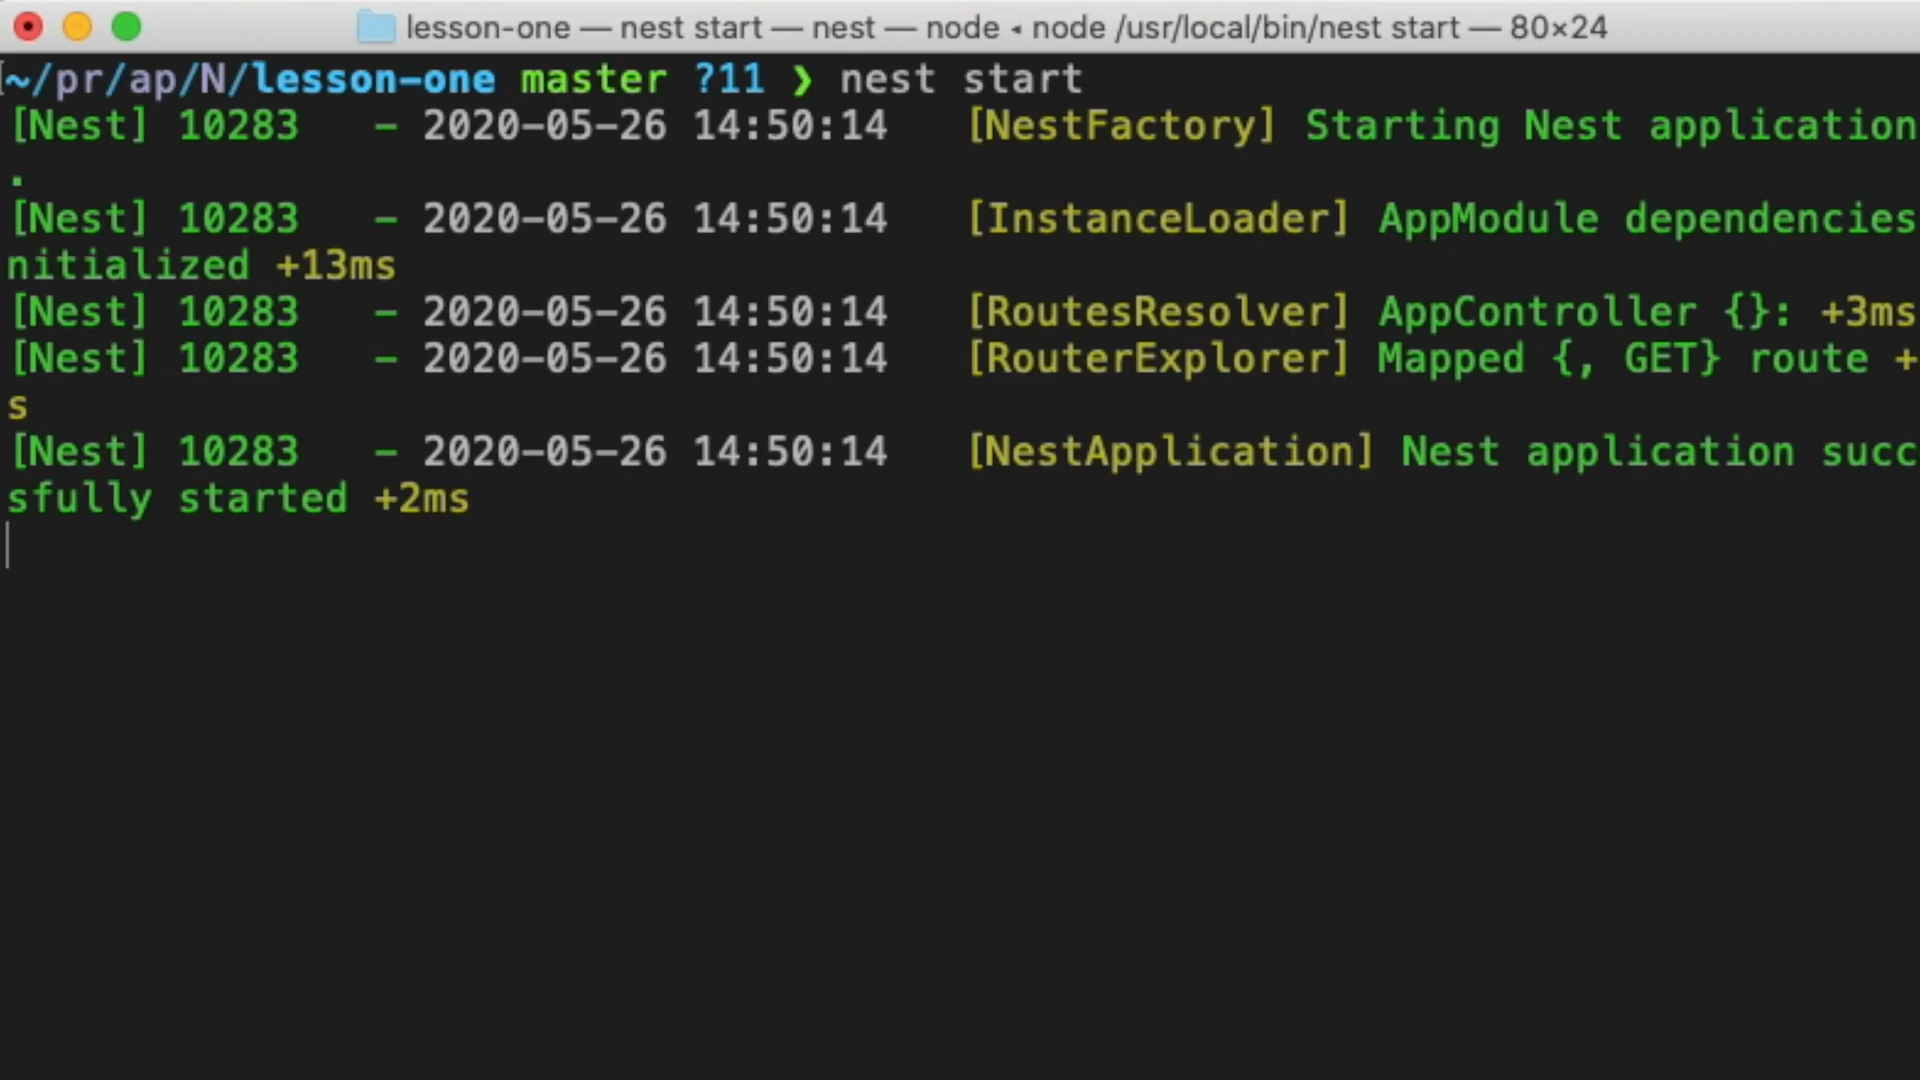 lesson-one — nest start — nest — node ◂ node /usr/local/bin/nest start — 80×24
~/pr/ap/N/lesson-one master ?11 ❯ nest start
[Nest] 10283   - 2020-05-26 14:50:14   [NestFactory] Starting Nest application
.
[Nest] 10283   - 2020-05-26 14:50:14   [InstanceLoader] AppModule dependencies
nitialized +13ms
[Nest] 10283   - 2020-05-26 14:50:14   [RoutesResolver] AppController {}: +3ms
[Nest] 10283   - 2020-05-26 14:50:14   [RouterExplorer] Mapped {, GET} route +
s
[Nest] 10283   - 2020-05-26 14:50:14   [NestApplication] Nest application succ
sfully started +2ms